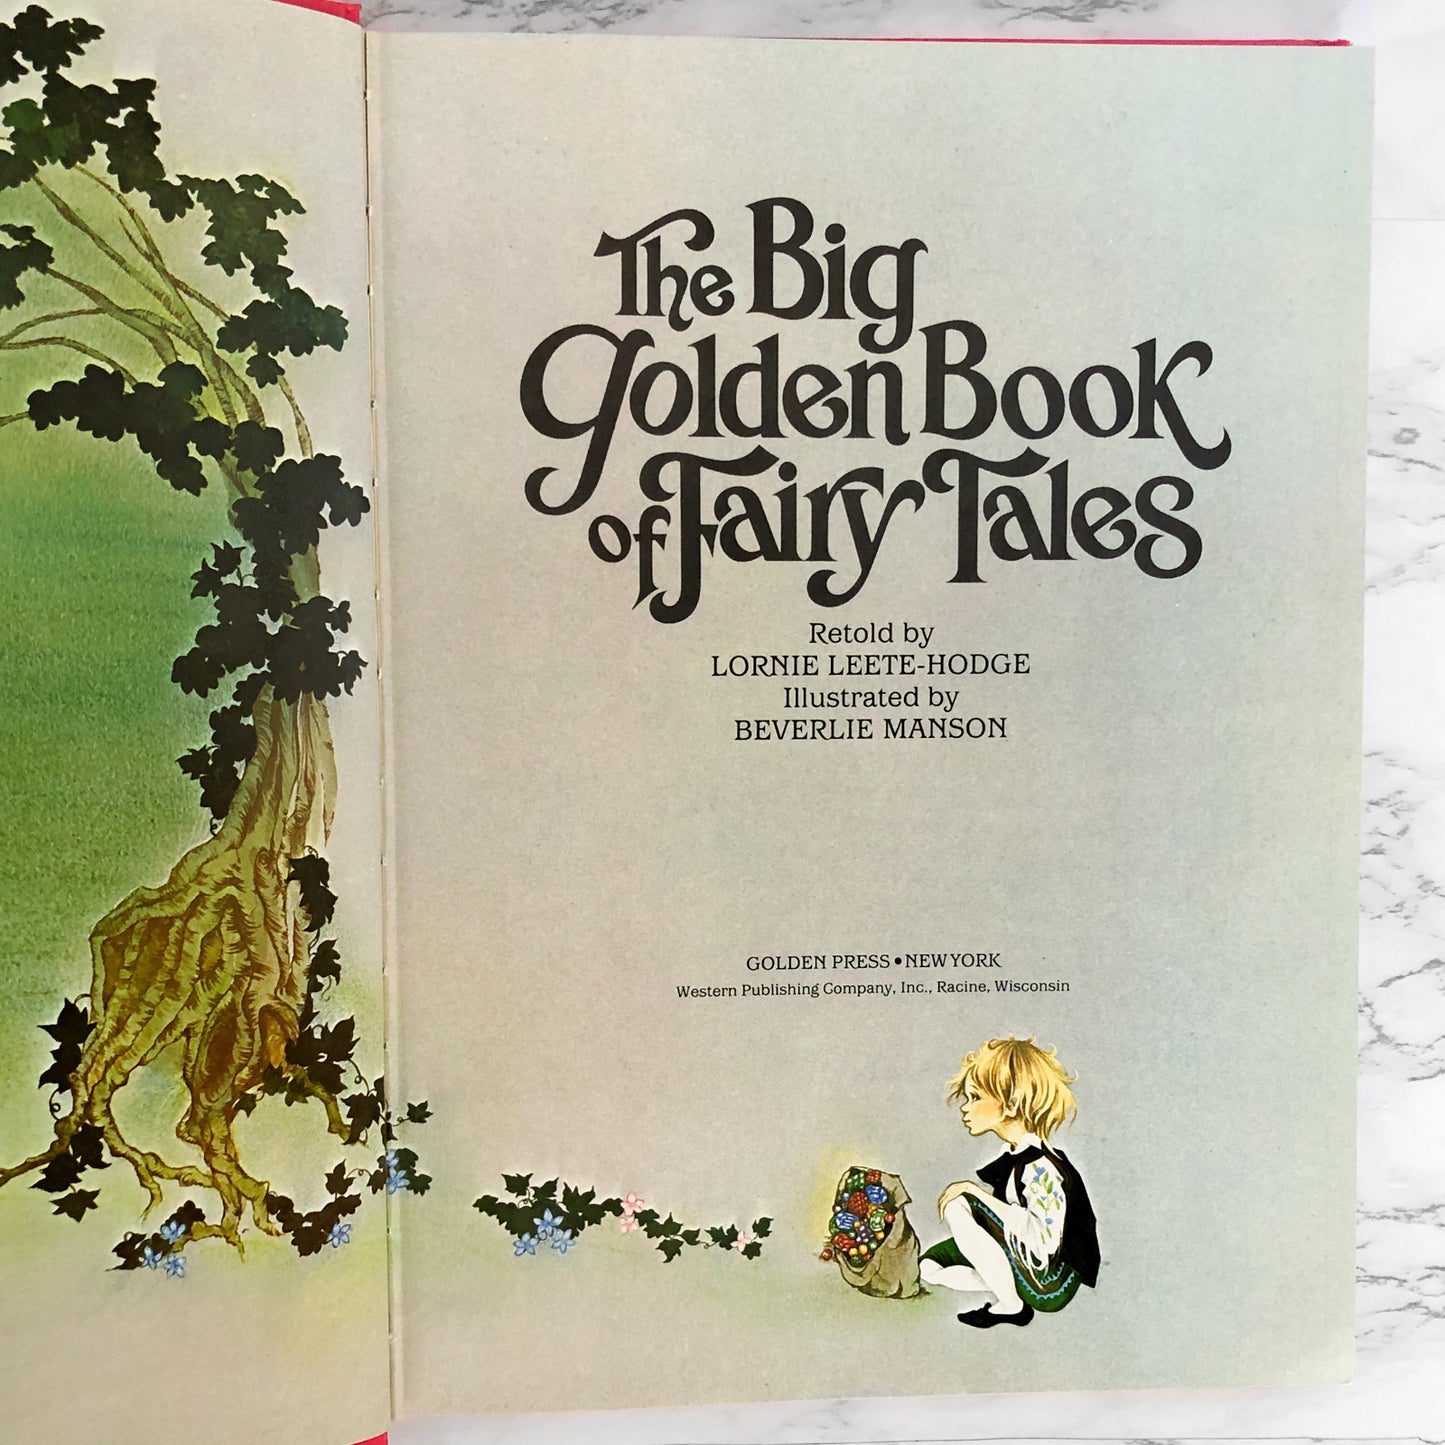 The Big
Golden Book
of Fairy Tales
Retold by
LORNIE LEETE-HODGE
Illustrated by
BEVERLIE MANSON
GOLDEN PRESS • NEW YORK
Western Publishing Company, Inc., Racine, Wisconsin